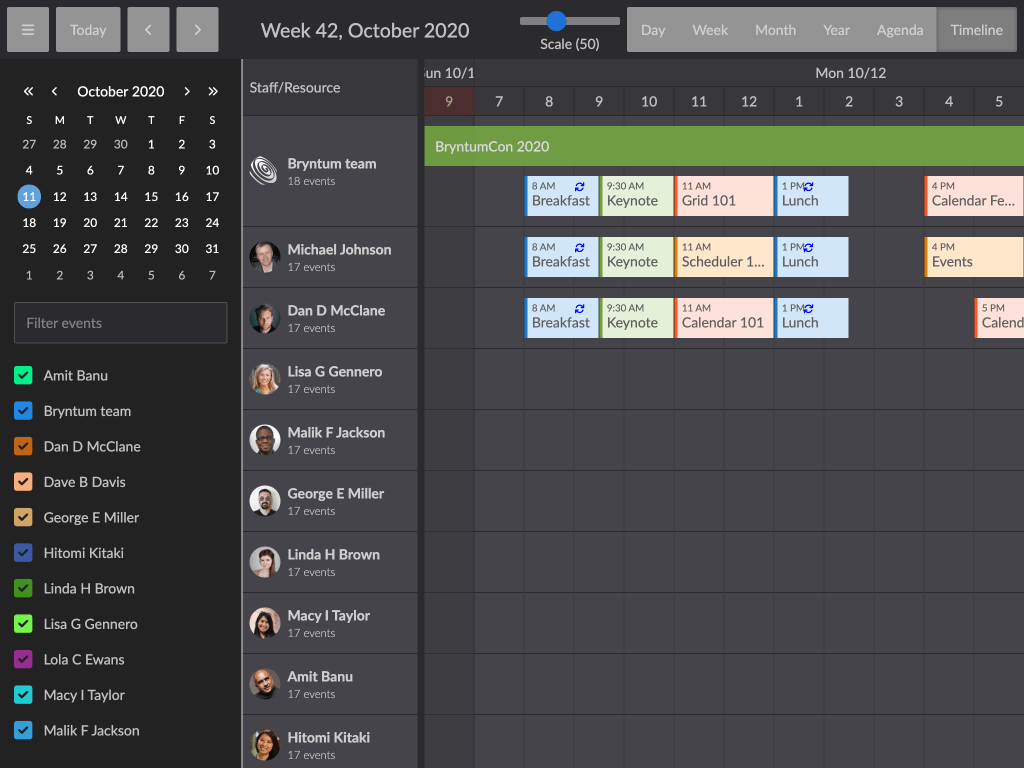 Today
Week 42, October 2020
Scale (50)
Day Week Month Year Agenda Timeline
October 2020
S M T W T F S
27 28 29 30 1 2 3
4 5 6 7 8 9 10
11 12 13 14 15 16 17
18 19 20 21 22 23 24
25 26 27 28 29 30 31
1 2 3 4 5 6 7
Filter events
Amit Banu
Bryntum team
Dan D McClane
Dave B Davis
George E Miller
Hitomi Kitaki
Linda H Brown
Lisa G Gennero
Lola C Ewans
Macy I Taylor
Malik F Jackson
Staff/Resource
un 10/1 Mon 10/12
9 7 8 9 10 11 12 1 2 3 4 5
Bryntum team
18 events
BryntumCon 2020
8 AM 9:30 AM 11 AM 1 PM 4 PM
Breakfast Keynote Grid 101 Lunch Calendar Fe...
Michael Johnson
17 events
8 AM 9:30 AM 11 AM 1 PM 4 PM
Breakfast Keynote Scheduler 1... Lunch Events
Dan D McClane
17 events
8 AM 9:30 AM 11 AM 1 PM 5 PM
Breakfast Keynote Calendar 101 Lunch Calend
Lisa G Gennero
17 events
Malik F Jackson
17 events
George E Miller
17 events
Linda H Brown
17 events
Macy I Taylor
17 events
Amit Banu
17 events
Hitomi Kitaki
17 events